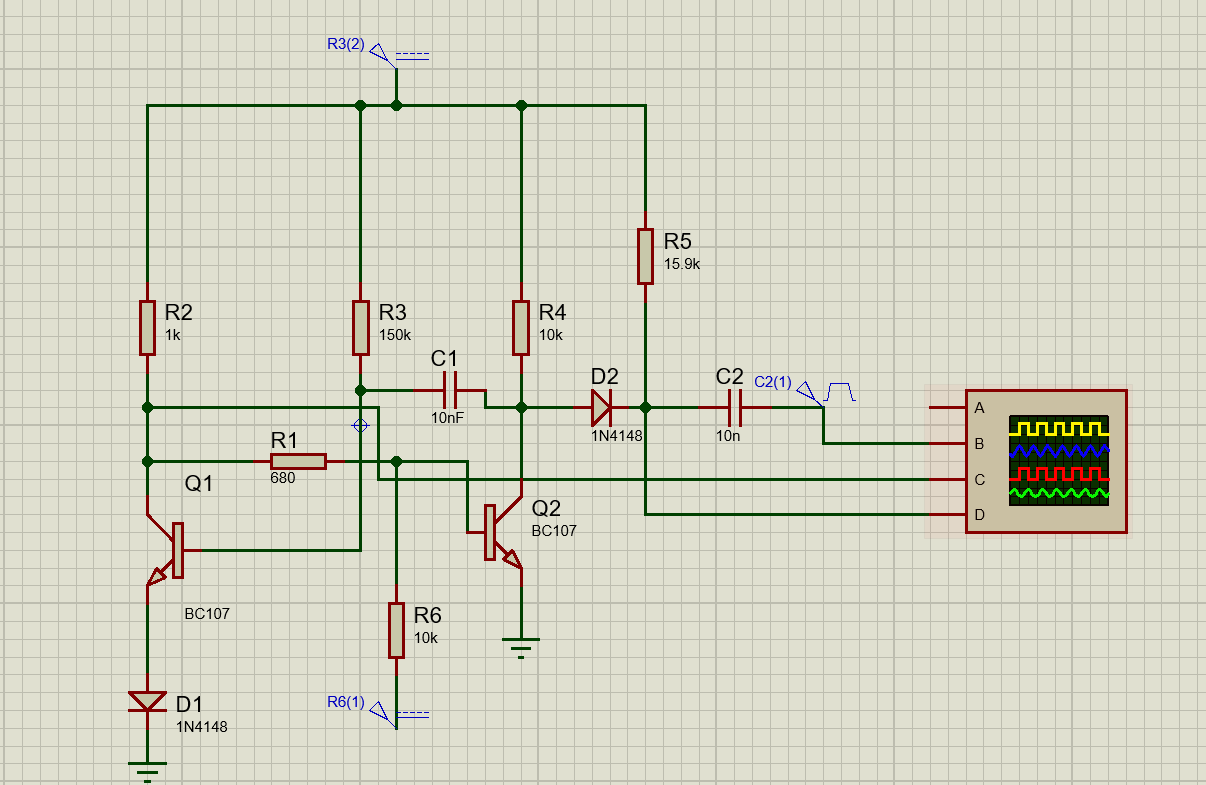 R3(2)
R5
15.9k
R2
1k
R3
150k
R4
10k
C1
10nF
D2
1N4148
C2
10n
C2(1)
A
B
C
D
R1
680
Q1
BC107
Q2
BC107
R6
10k
R6(1)
D1
1N4148